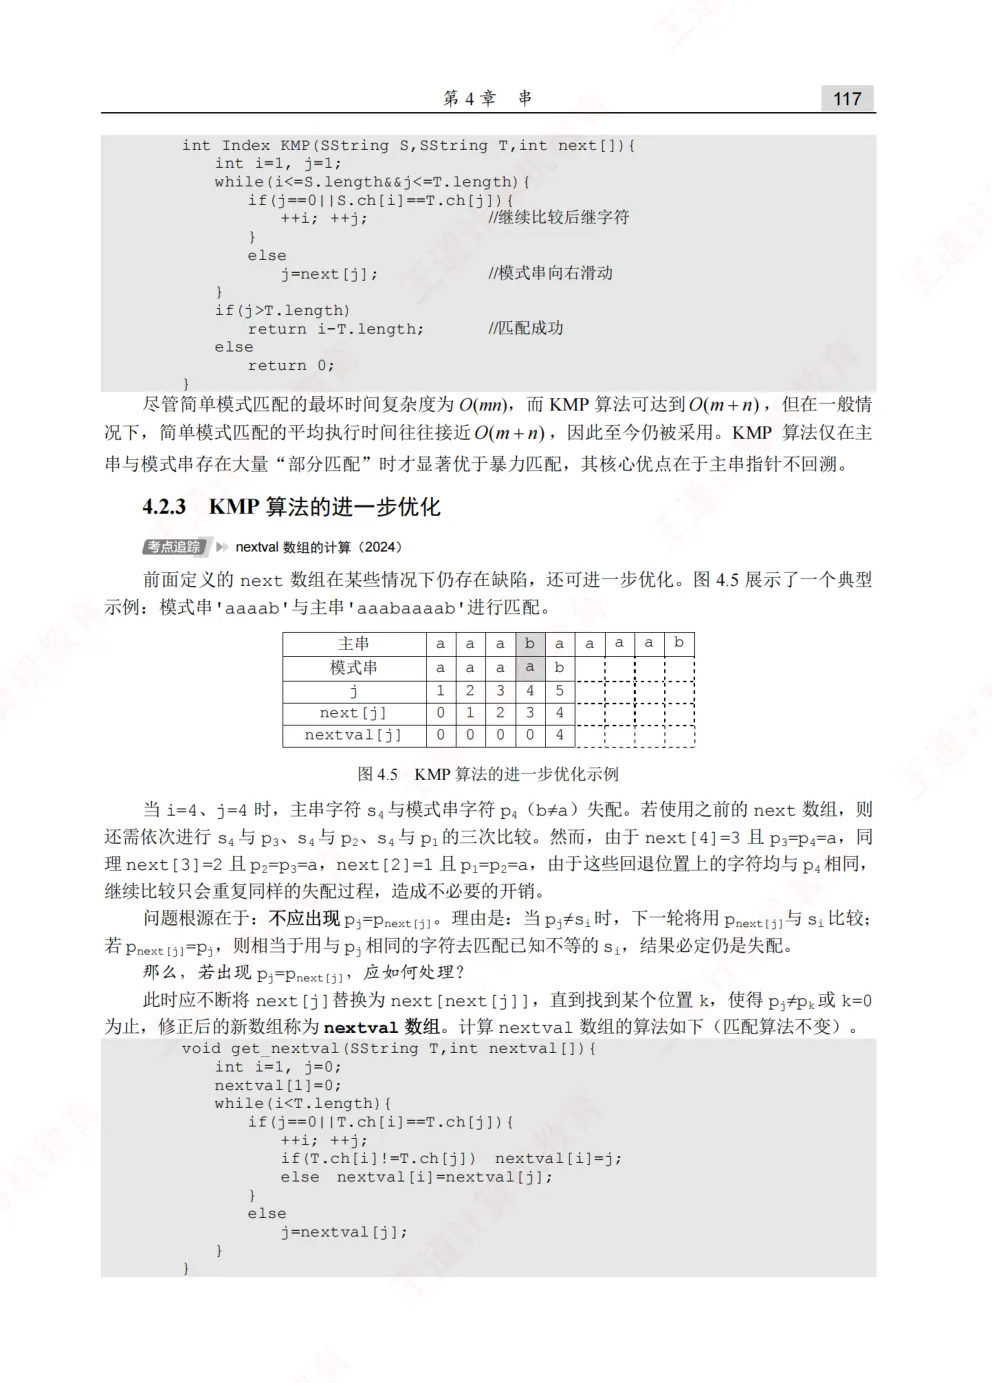 第 4 章　串
117
int Index KMP(SString S,SString T,int next[]){
int i=1, j=1;
while(i<=S.length&&j<=T.length){
if(j==0||S.ch[i]==T.ch[j]){
++i; ++j; //继续比较后继字符
}
else
j=next[j]; //模式串向右滑动
}
if(j>T.length)
return i-T.length; //匹配成功
else
return 0;
}
尽管简单模式匹配的最坏时间复杂度为 O(mn)，而 KMP 算法可达到 O(m + n)，但在一般情
况下，简单模式匹配的平均执行时间往往接近 O(m + n)，因此至今仍被采用。KMP 算法仅在主
串与模式串存在大量“部分匹配”时才显著优于暴力匹配，其核心优点在于主串指针不回溯。
4.2.3 KMP 算法的进一步优化
考点追踪 nextval 数组的计算（2024）
前面定义的 next 数组在某些情况下仍存在缺陷，还可进一步优化。图 4.5 展示了一个典型
示例：模式串'aaaab'与主串'aaabaaaab'进行匹配。
主串 a a a b a a a a b
模式串 a a a a b
j 1 2 3 4 5
next[j] 0 1 2 3 4
nextval[j] 0 0 0 0 4
图 4.5 KMP 算法的进一步优化示例
当 i=4、j=4 时，主串字符 s4 与模式串字符 p4（b≠a）失配。若使用之前的 next 数组，则
还需依次进行 s4 与 p3、s4 与 p2、s4 与 p1 的三次比较。然而，由于 next[4]=3 且 p3=p4=a，同
理 next[3]=2 且 p2=p3=a，next[2]=1 且 p1=p2=a，由于这些回退位置上的字符均与 p4 相同，
继续比较只会重复同样的失配过程，造成不必要的开销。
问题根源在于：不应出现 pj=pnext[j]。理由是：当 pj≠si 时，下一轮将用 pnext[j]与 si 比较；
若 pnext[j]=pj，则相当于用与 pj 相同的字符去匹配已知不等的 si，结果必定仍是失配。
那么，若出现 pj=pnext[j]，应如何处理？
此时应不断将 next[j]替换为 next[next[j]]，直到找到某个位置 k，使得 pj≠pk 或 k=0
为止，修正后的新数组称为 nextval 数组。计算 nextval 数组的算法如下（匹配算法不变）。
void get_nextval(SString T,int nextval[]){
int i=1, j=0;
nextval[1]=0;
while(i<T.length){
if(j==0||T.ch[i]==T.ch[j]){
++i; ++j;
if(T.ch[i]!=T.ch[j]) nextval[i]=j;
else nextval[i]=nextval[j];
}
else
j=nextval[j];
}
}